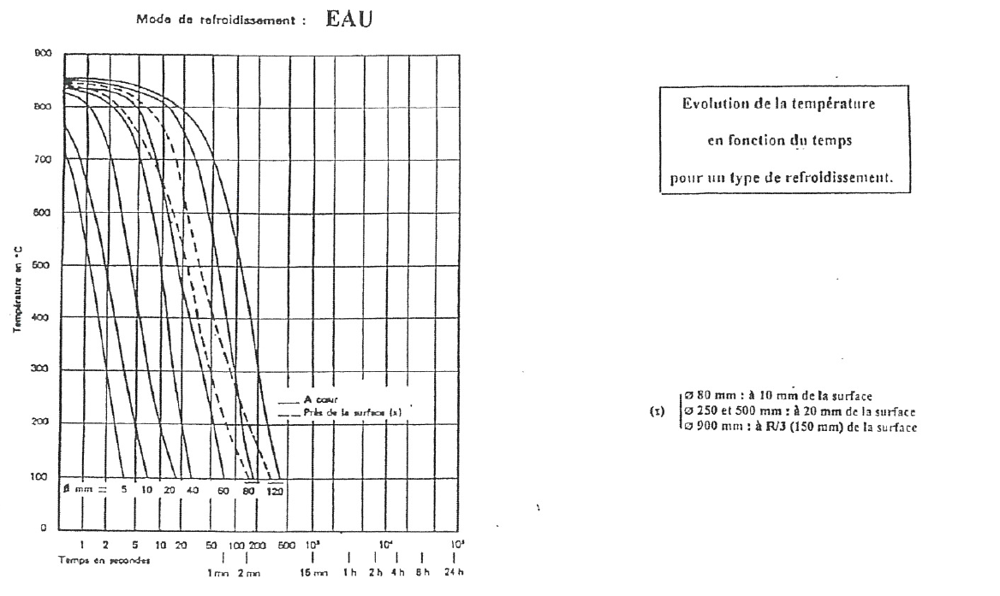 Mode de refroidissement : EAU
900
800
700
600
500
400
300
200
100
0
Température en °C
A cœur
Près de la surface (x)
Ø mm = 5 10 20 40 60 80 120
1 2 5 10 20 50 100 200 500 10³ 10⁴ 10⁵
Temps en secondes
1 mn 2 mn 15 mn 1 h 2 h 4 h 8 h 24 h
Evolution de la température
en fonction du temps
pour un type de refroidissement.
(x)
Ø 80 mm : à 10 mm de la surface
Ø 250 et 500 mm : à 20 mm de la surface
Ø 900 mm : à R/3 (150 mm) de la surface